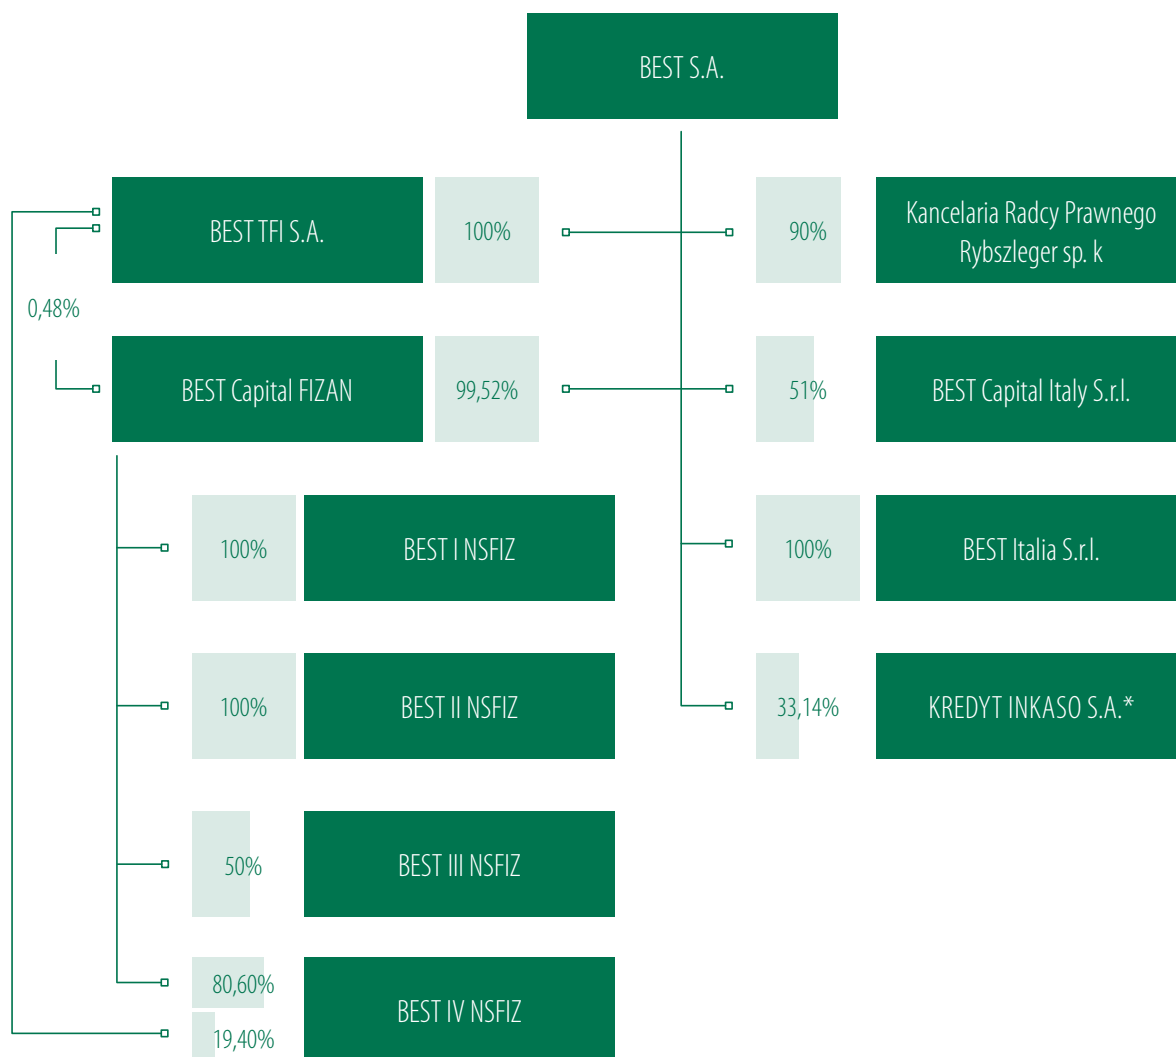 BEST S.A.
BEST TFI S.A.
100%
90%
Kancelaria Radcy Prawnego
Rybszleger sp. k
0,48%
BEST Capital FIZAN
99,52%
51%
BEST Capital Italy S.r.l.
100%
BEST I NSFIZ
100%
BEST Italia S.r.l.
100%
BEST II NSFIZ
33,14%
KREDYT INKASO S.A.*
50%
BEST III NSFIZ
80,60%
BEST IV NSFIZ
19,40%